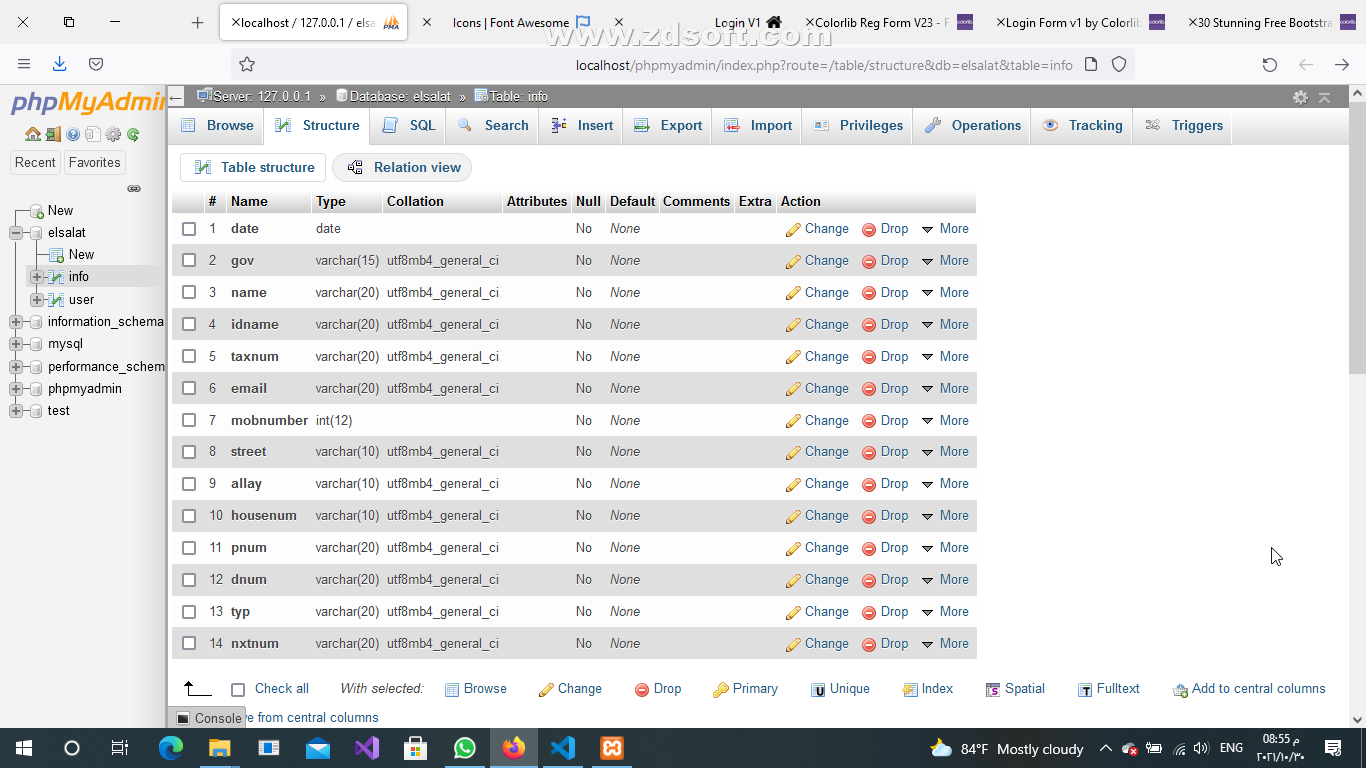 localhost / 127.0.0.1 / elsa
Icons | Font Awesome
Login V1
Colorlib Reg Form V23 - F
Login Form v1 by Colorlib
30 Stunning Free Bootstra
www.zdsoft.com
localhost/phpmyadmin/index.php?route=/table/structure&db=elsalat&table=info
phpMyAdmin
Recent Favorites
New
elsalat
New
info
user
information_schema
mysql
performance_schem
phpmyadmin
test
Server: 127.0.0.1 » Database: elsalat » Table: info
Browse Structure SQL Search Insert Export Import Privileges Operations Tracking Triggers
Table structure Relation view
# Name Type Collation Attributes Null Default Comments Extra Action
1 date date No None Change Drop More
2 gov varchar(15) utf8mb4_general_ci No None Change Drop More
3 name varchar(20) utf8mb4_general_ci No None Change Drop More
4 idname varchar(20) utf8mb4_general_ci No None Change Drop More
5 taxnum varchar(20) utf8mb4_general_ci No None Change Drop More
6 email varchar(20) utf8mb4_general_ci No None Change Drop More
7 mobnumber int(12) No None Change Drop More
8 street varchar(10) utf8mb4_general_ci No None Change Drop More
9 allay varchar(10) utf8mb4_general_ci No None Change Drop More
10 housenum varchar(10) utf8mb4_general_ci No None Change Drop More
11 pnum varchar(20) utf8mb4_general_ci No None Change Drop More
12 dnum varchar(20) utf8mb4_general_ci No None Change Drop More
13 typ varchar(20) utf8mb4_general_ci No None Change Drop More
14 nxtnum varchar(20) utf8mb4_general_ci No None Change Drop More
Check all With selected: Browse Change Drop Primary Unique Index Spatial Fulltext Add to central columns
Console ve from central columns
84°F Mostly cloudy ENG
08:55 م
٢٠٢١/١٠/٣٠